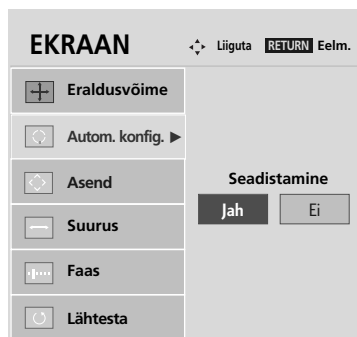 EKRAAN
Liiguta RETURN Eelm.
Eraldusvõime
Autom. konfig. ►
Asend
Suurus
Faas
Lähtesta
Seadistamine
Jah Ei